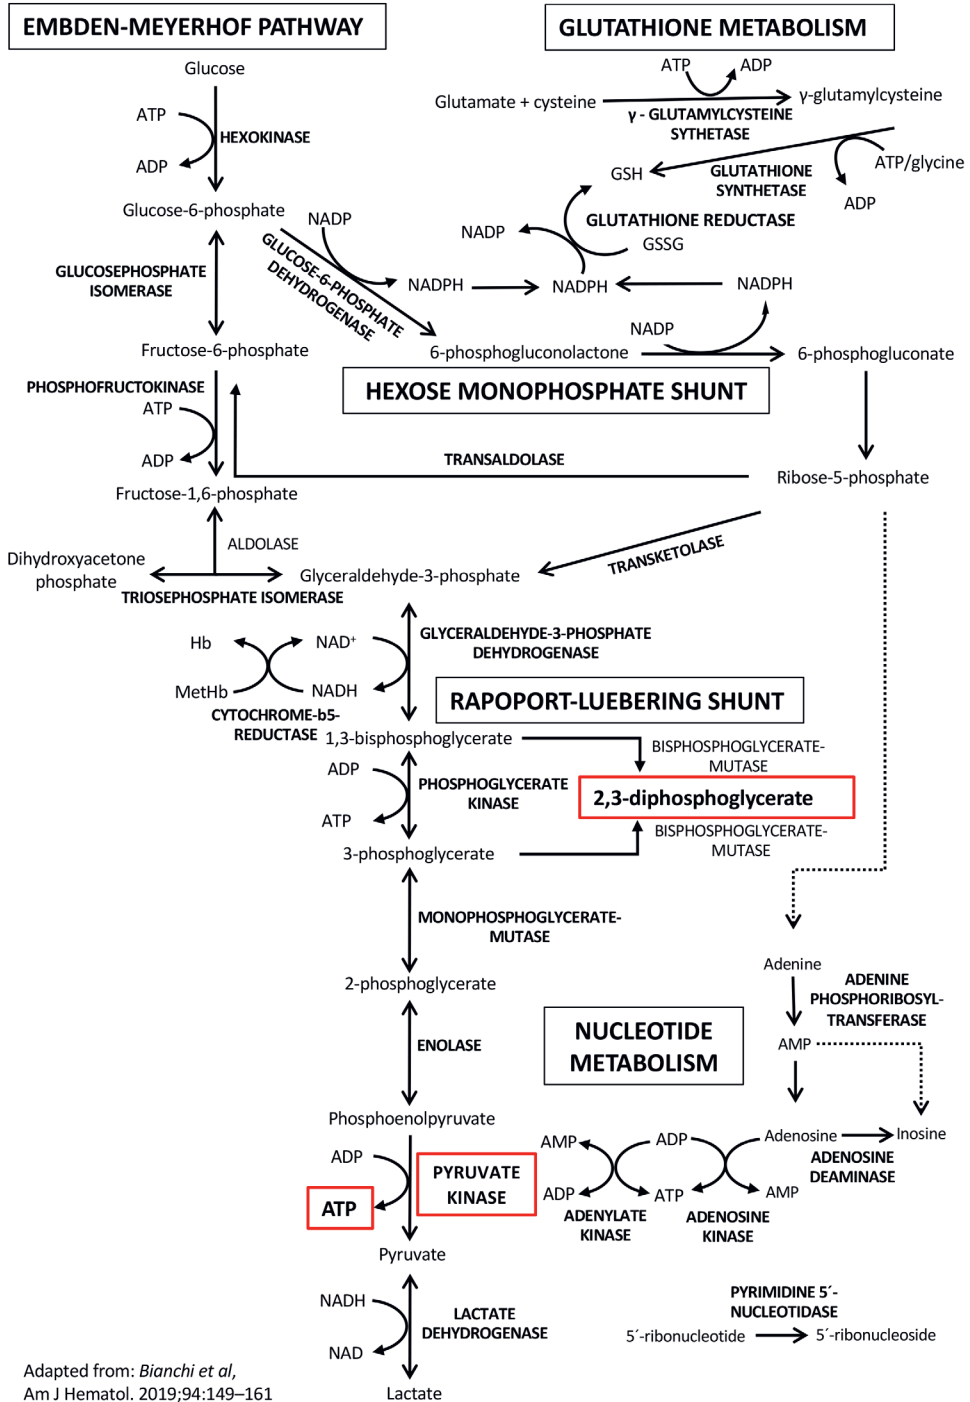 EMBDEN-MEYERHOF PATHWAY
GLUTATHIONE METABOLISM
Glucose
ATP
HEXOKINASE
ADP
Glucose-6-phosphate
ATP
ADP
Glutamate + cysteine
γ-glutamylcysteine
γ - GLUTAMYLCYSTEINE
SYTHETASE
GSH
GLUTATHIONE
SYNTHETASE
ATP/glycine
ADP
NADP
GLUTATHIONE REDUCTASE
GSSG
NADP
GLUCOSE-6-PHOSPHATE
DEHYDROGENASE
NADPH
NADPH
NADPH
GLUCOSEPHOSPHATE
ISOMERASE
NADP
Fructose-6-phosphate
6-phosphogluconolactone
6-phosphogluconate
HEXOSE MONOPHOSPHATE SHUNT
PHOSPHOFRUCTOKINASE
ATP
ADP
TRANSALDOLASE
Ribose-5-phosphate
Fructose-1,6-phosphate
ALDOLASE
TRANSKETOLASE
Dihydroxyacetone
phosphate
Glyceraldehyde-3-phosphate
TRIOSEPHOSPHATE ISOMERASE
Hb
NAD⁺
GLYCERALDEHYDE-3-PHOSPHATE
DEHYDROGENASE
MetHb
NADH
CYTOCHROME-b5-
REDUCTASE
RAPOPORT-LUEBERING SHUNT
1,3-bisphosphoglycerate
BISPHOSPHOGLYCERATE-
MUTASE
ADP
PHOSPHOGLYCERATE
KINASE
ATP
2,3-diphosphoglycerate
BISPHOSPHOGLYCERATE-
MUTASE
3-phosphoglycerate
MONOPHOSPHOGLYCERATE-
MUTASE
2-phosphoglycerate
Adenine
ADENINE
PHOSPHORIBOSYL-
TRANSFERASE
NUCLEOTIDE
METABOLISM
AMP
ENOLASE
Phosphoenolpyruvate
ADP
PYRUVATE
KINASE
ATP
AMP
ADP
Adenosine
Inosine
ADENOSINE
DEAMINASE
ADP
ATP
AMP
ADENYLATE
KINASE
ADENOSINE
KINASE
Pyruvate
NADH
LACTATE
DEHYDROGENASE
NAD
PYRIMIDINE 5´-
NUCLEOTIDASE
5´-ribonucleotide
5´-ribonucleoside
Lactate
Adapted from: Bianchi et al,
Am J Hematol. 2019;94:149–161